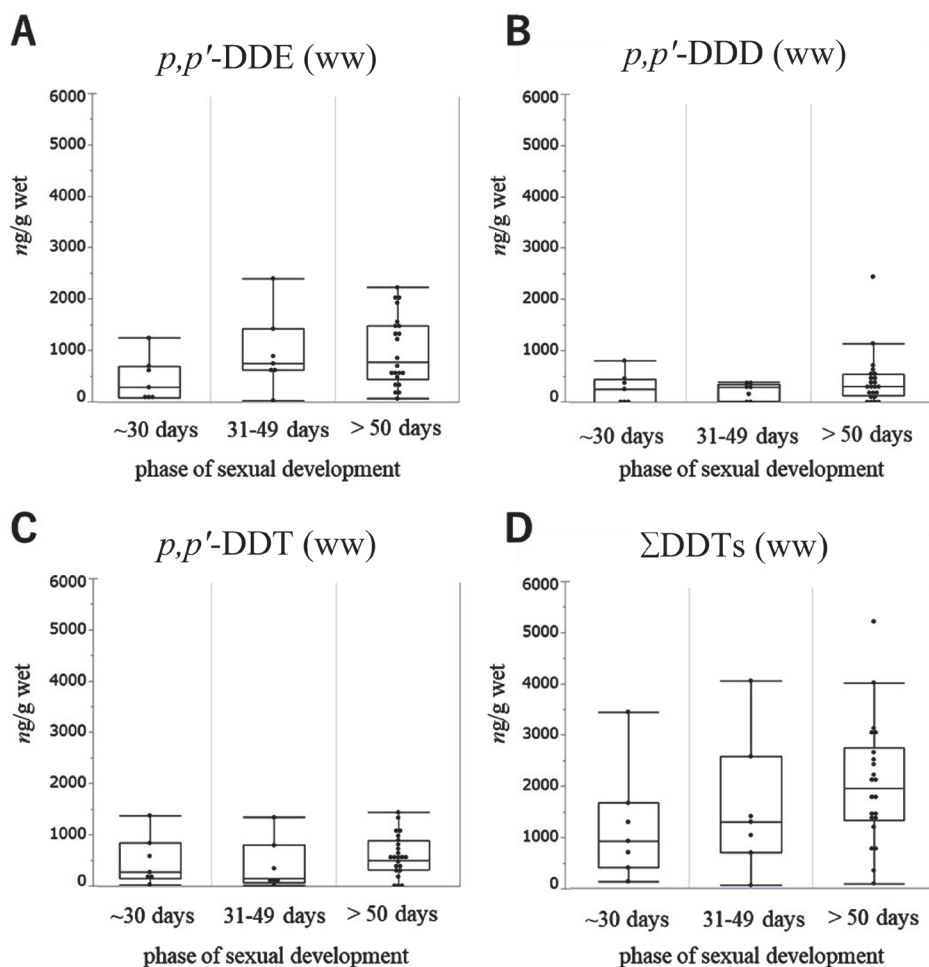 A
p,p'-DDE (ww)
6000
5000
4000
3000
2000
1000
0
ng/g wet
~30 days 31-49 days > 50 days
phase of sexual development
B
p,p'-DDD (ww)
6000
5000
4000
3000
2000
1000
0
ng/g wet
~30 days 31-49 days > 50 days
phase of sexual development
C
p,p'-DDT (ww)
6000
5000
4000
3000
2000
1000
0
ng/g wet
~30 days 31-49 days > 50 days
phase of sexual development
D
ΣDDTs (ww)
6000
5000
4000
3000
2000
1000
0
ng/g wet
~30 days 31-49 days > 50 days
phase of sexual development